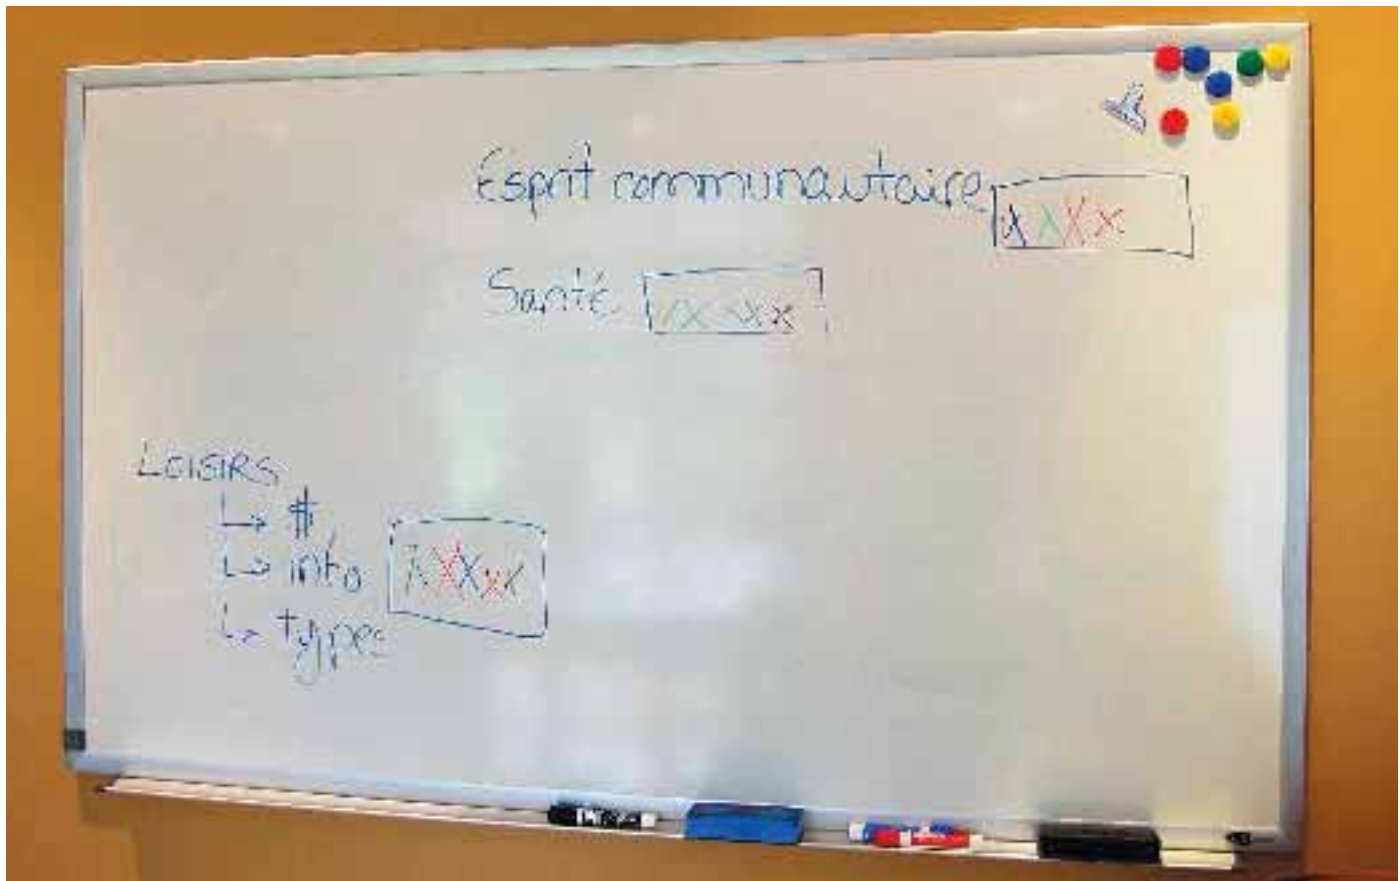 Esprit communautaire X X X X
Santé X X X X X
LOISIRS
↳ #
↳ info X X X X X
↳ types